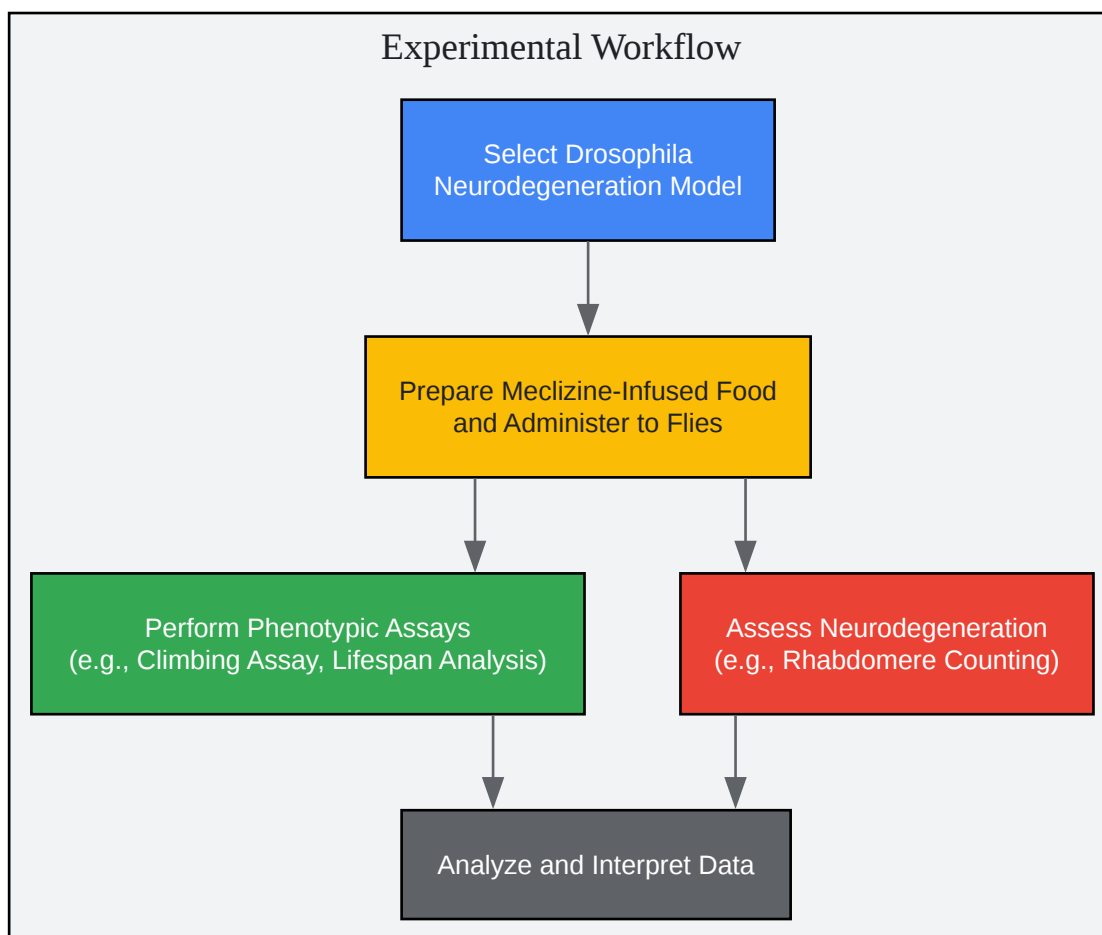 Experimental Workflow
Select Drosophila
Neurodegeneration Model
Prepare Meclizine-Infused Food
and Administer to Flies
Perform Phenotypic Assays
(e.g., Climbing Assay, Lifespan Analysis)
Assess Neurodegeneration
(e.g., Rhabdomere Counting)
Analyze and Interpret Data